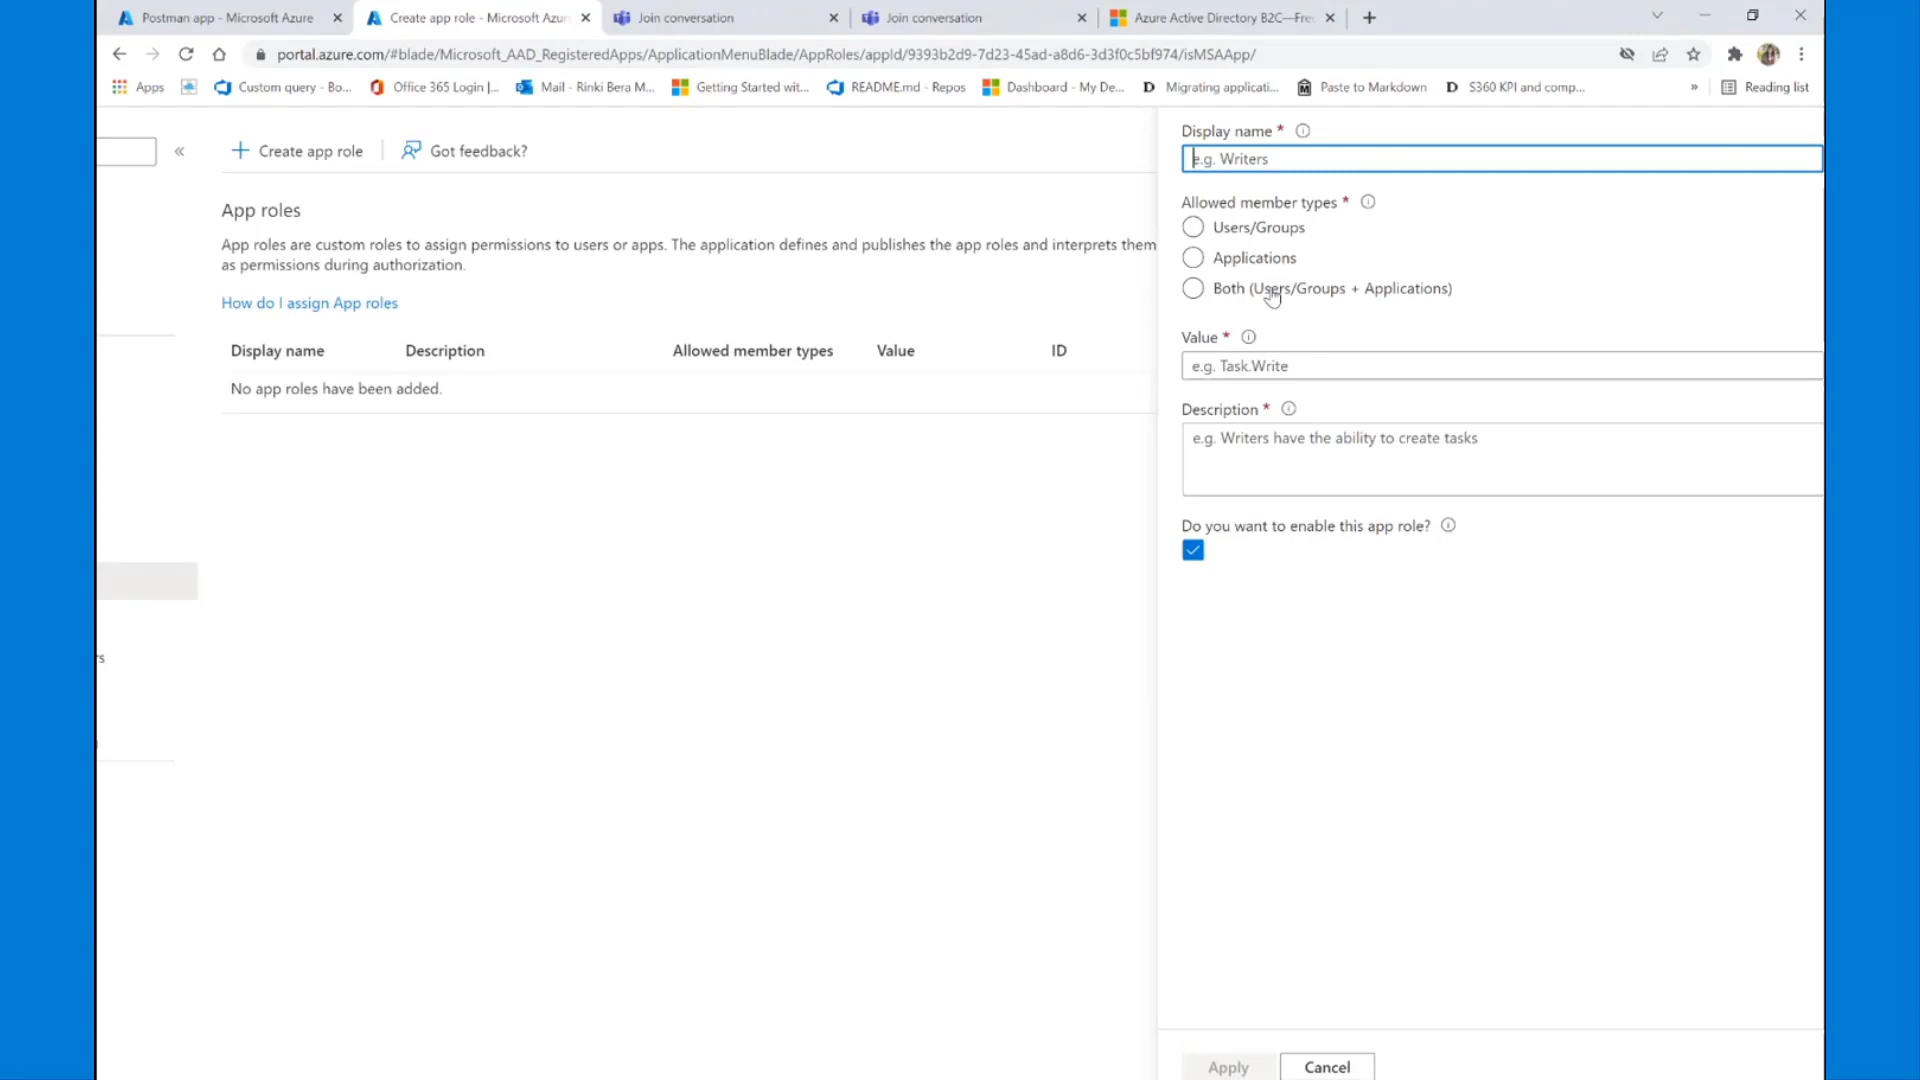 Postman app - Microsoft Azure
Create app role - Microsoft Azur
Join conversation
Join conversation
Azure Active Directory B2C—Fre
portal.azure.com/#blade/Microsoft_AAD_RegisteredApps/ApplicationMenuBlade/AppRoles/appId/9393b2d9-7d23-45ad-a8d6-3d3f0c5bf974/isMSAApp/
Apps
Custom query - Bo...
Office 365 Login |...
Mail - Rinki Bera M...
Getting Started wit...
README.md - Repos
Dashboard - My De...
Migrating applicati...
Paste to Markdown
S360 KPI and comp...
»
Reading list
«
Create app role
Got feedback?
App roles
App roles are custom roles to assign permissions to users or apps. The application defines and publishes the app roles and interprets them
as permissions during authorization.
How do I assign App roles
Display name Description Allowed member types Value ID
No app roles have been added.
rs
Display name *
e.g. Writers
Allowed member types *
Users/Groups
Applications
Both (Users/Groups + Applications)
Value *
e.g. Task.Write
Description *
e.g. Writers have the ability to create tasks
Do you want to enable this app role?
Apply
Cancel